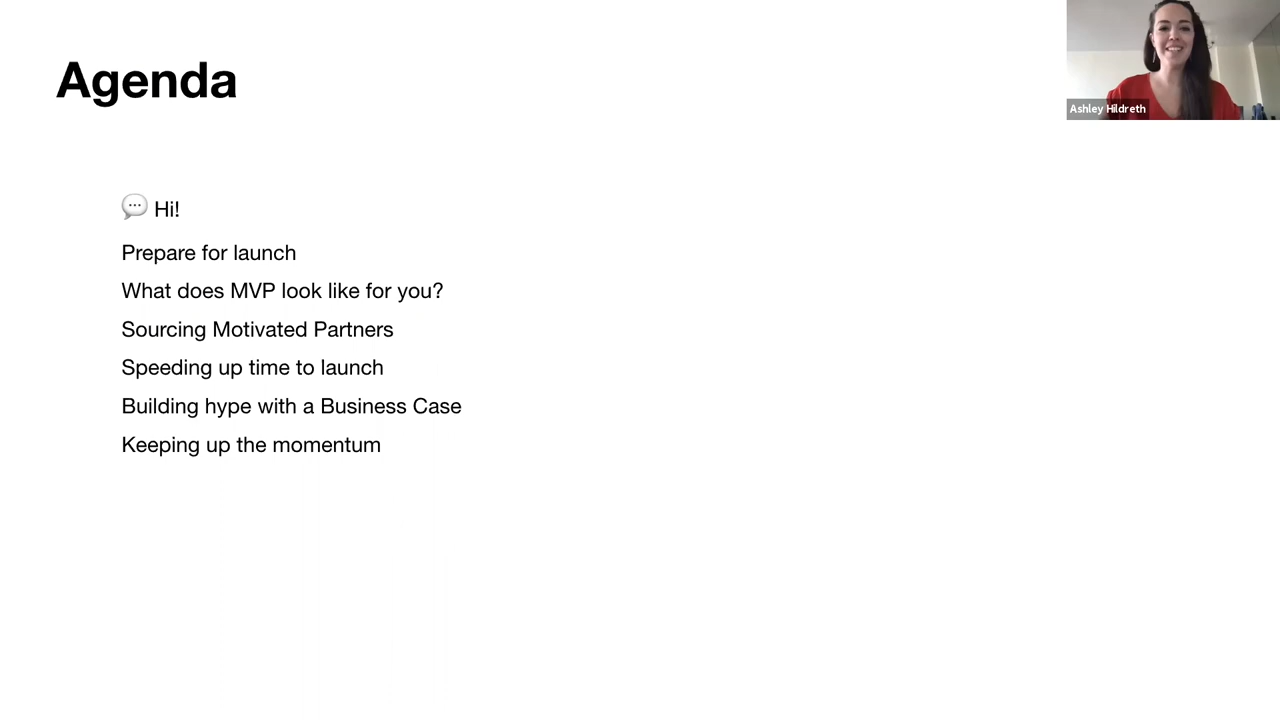 Agenda
Ashley Hildreth
💬 Hi!
Prepare for launch
What does MVP look like for you?
Sourcing Motivated Partners
Speeding up time to launch
Building hype with a Business Case
Keeping up the momentum